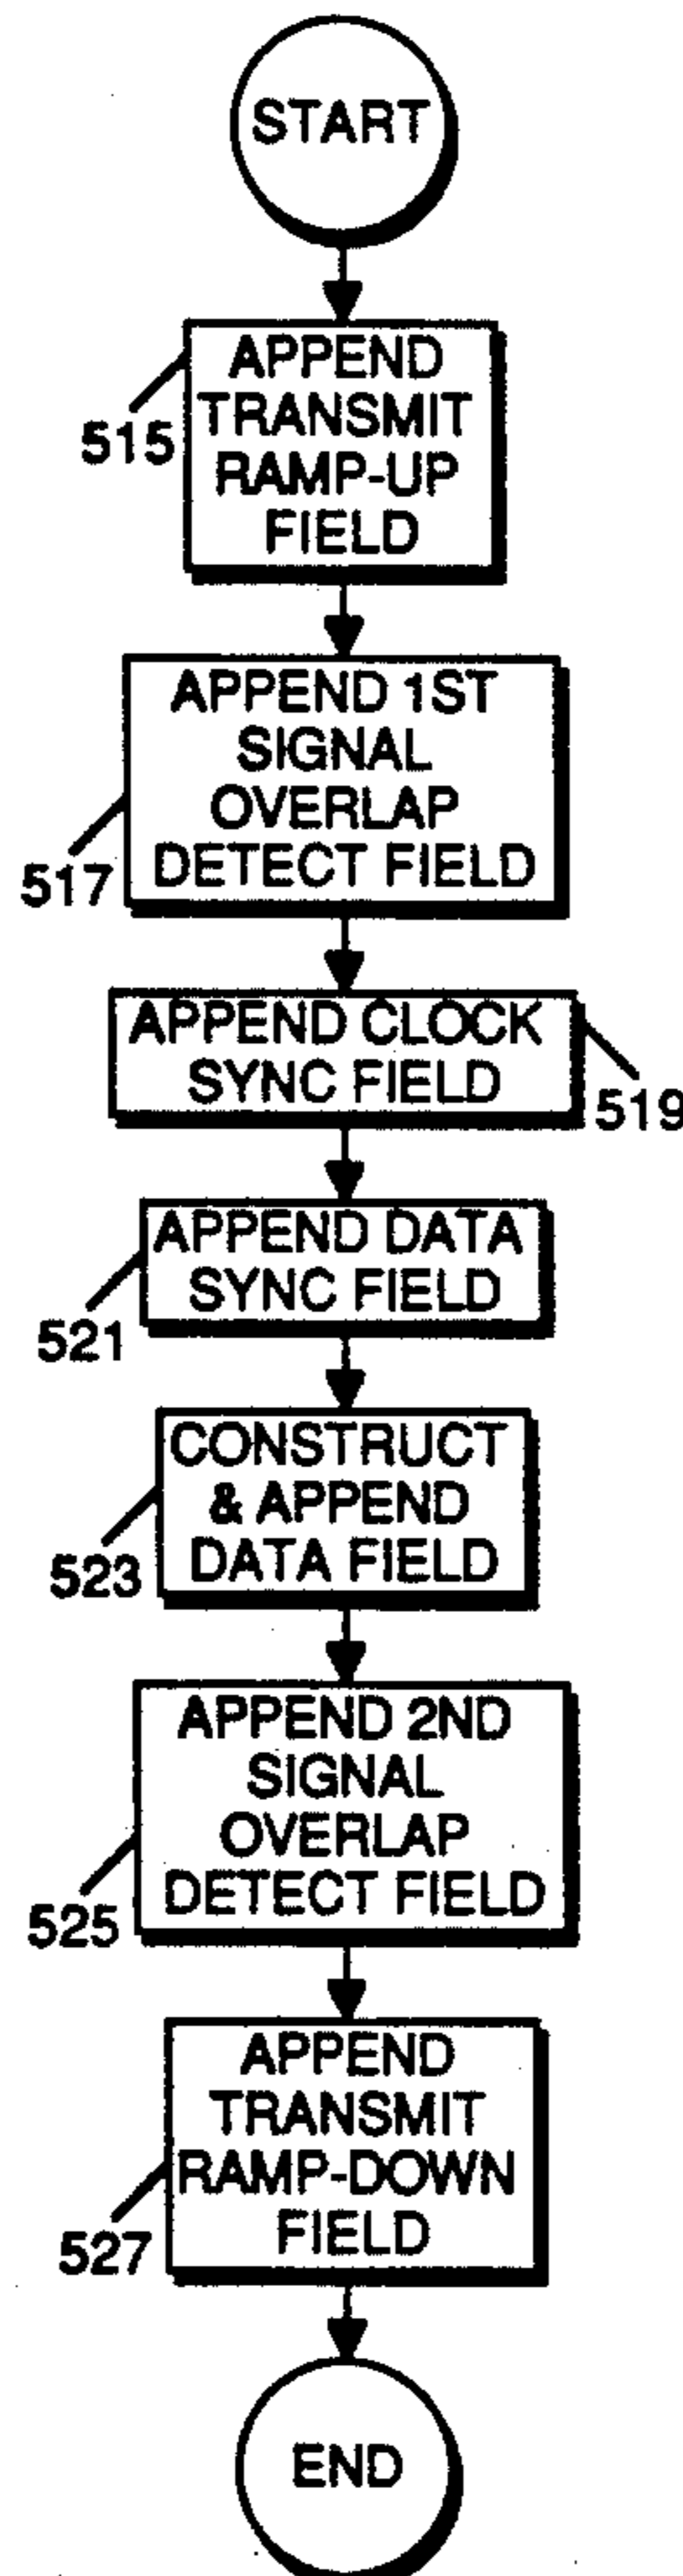 START
APPEND
TRANSMIT
RAMP-UP
FIELD
515
APPEND 1ST
SIGNAL
OVERLAP
DETECT FIELD
517
APPEND CLOCK
SYNC FIELD
519
APPEND DATA
SYNC FIELD
521
CONSTRUCT
& APPEND
DATA FIELD
523
APPEND 2ND
SIGNAL
OVERLAP
DETECT FIELD
525
APPEND
TRANSMIT
RAMP-DOWN
FIELD
527
END